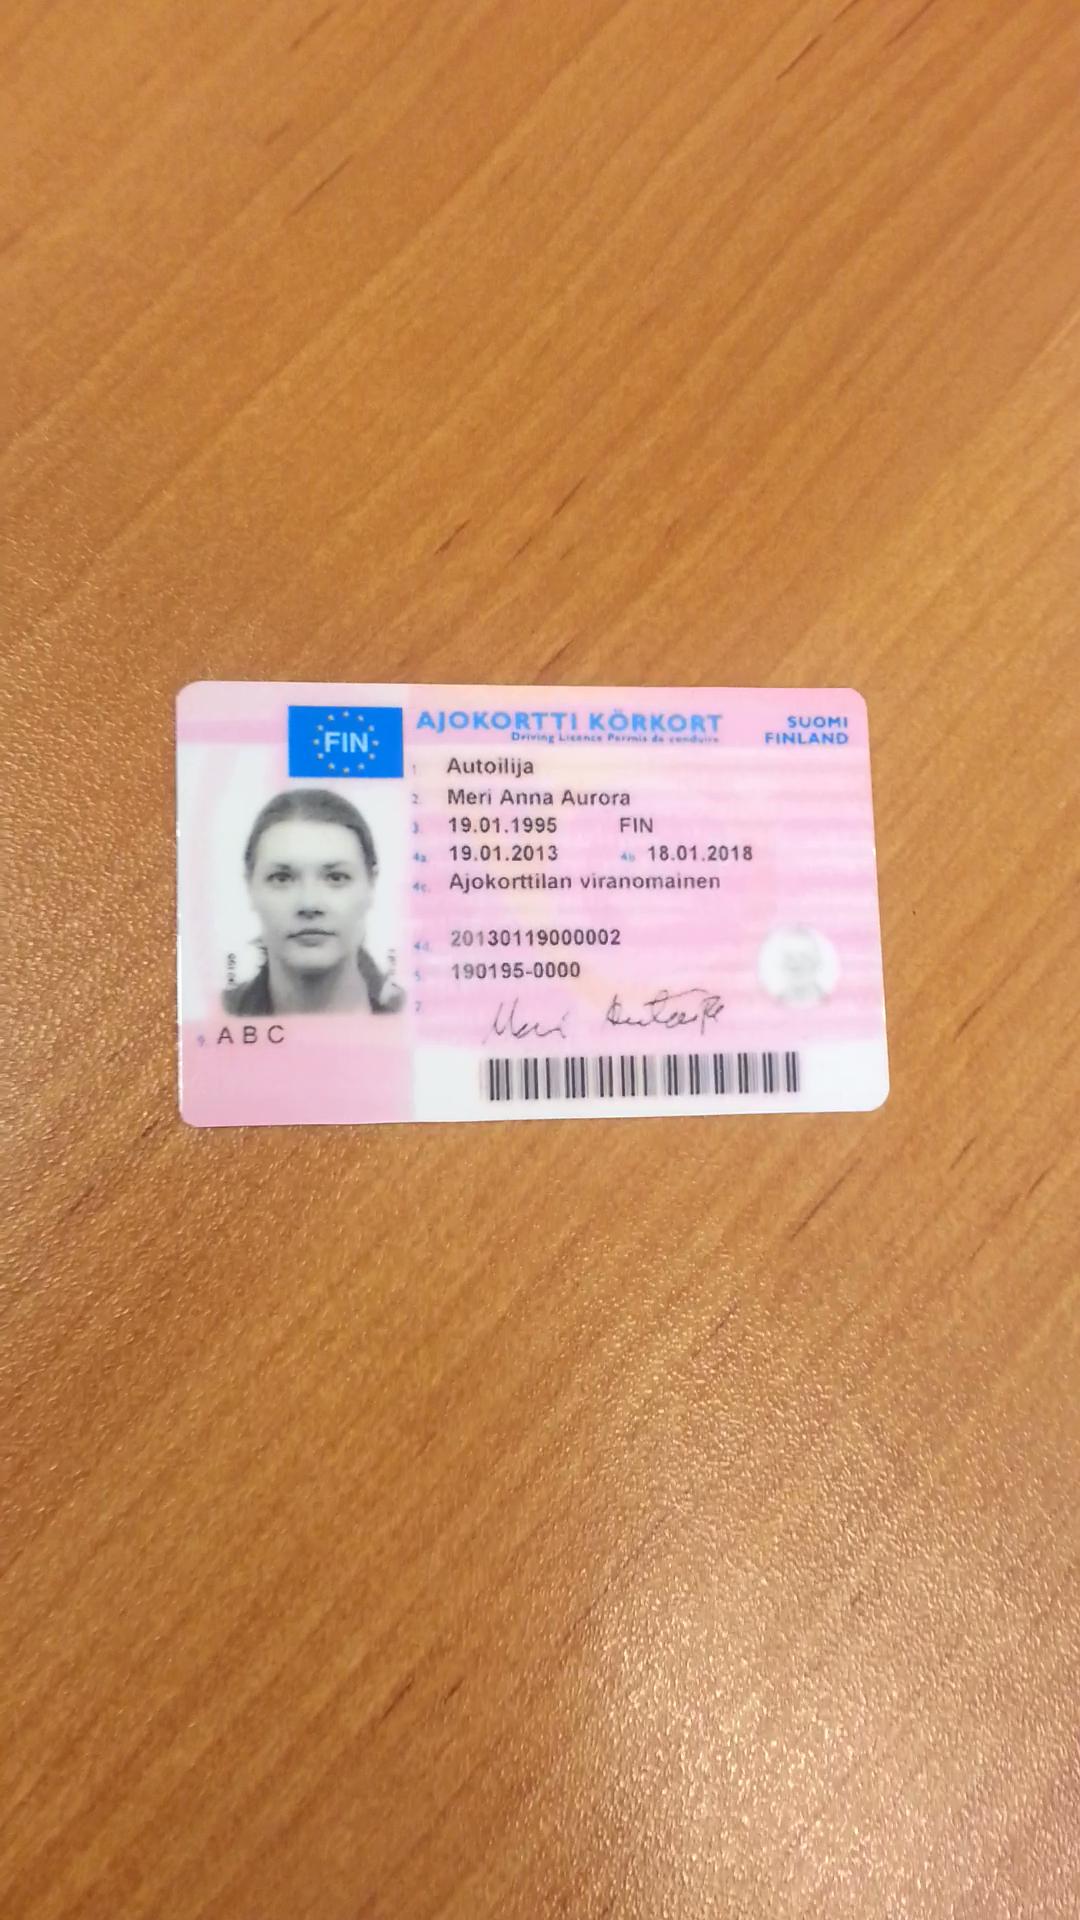 FIN
AJOKORTTI KÖRKORT
Driving Licence Permis de conduire
SUOMI
FINLAND
1. Autoilija
2. Meri Anna Aurora
3. 19.01.1995 FIN
4a. 19.01.2013 4b. 18.01.2018
4c. Ajokorttilan viranomainen
4d. 20130119000002
5. 190195-0000
7. Meri Autoilija
9. A B C